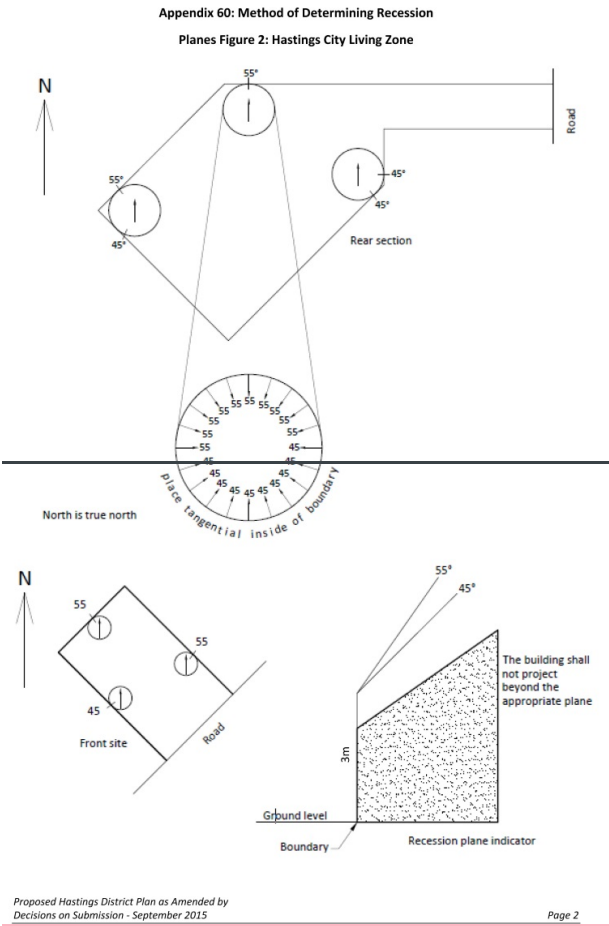 Appendix 60: Method of Determining Recession
Planes Figure 2: Hastings City Living Zone
N
55°
Road
55°
45°
45°
45°
Rear section
55 55 55
55 55
55 55
55 55
55 45
45 45
45 45
45 45 45 45 45
place tangential inside of boundary
North is true north
N
55
55
45
Front site
Road
55°
45°
The building shall
not project
beyond the
appropriate plane
3m
Ground level
Boundary
Recession plane indicator
Proposed Hastings District Plan as Amended by
Decisions on Submission - September 2015
Page 2